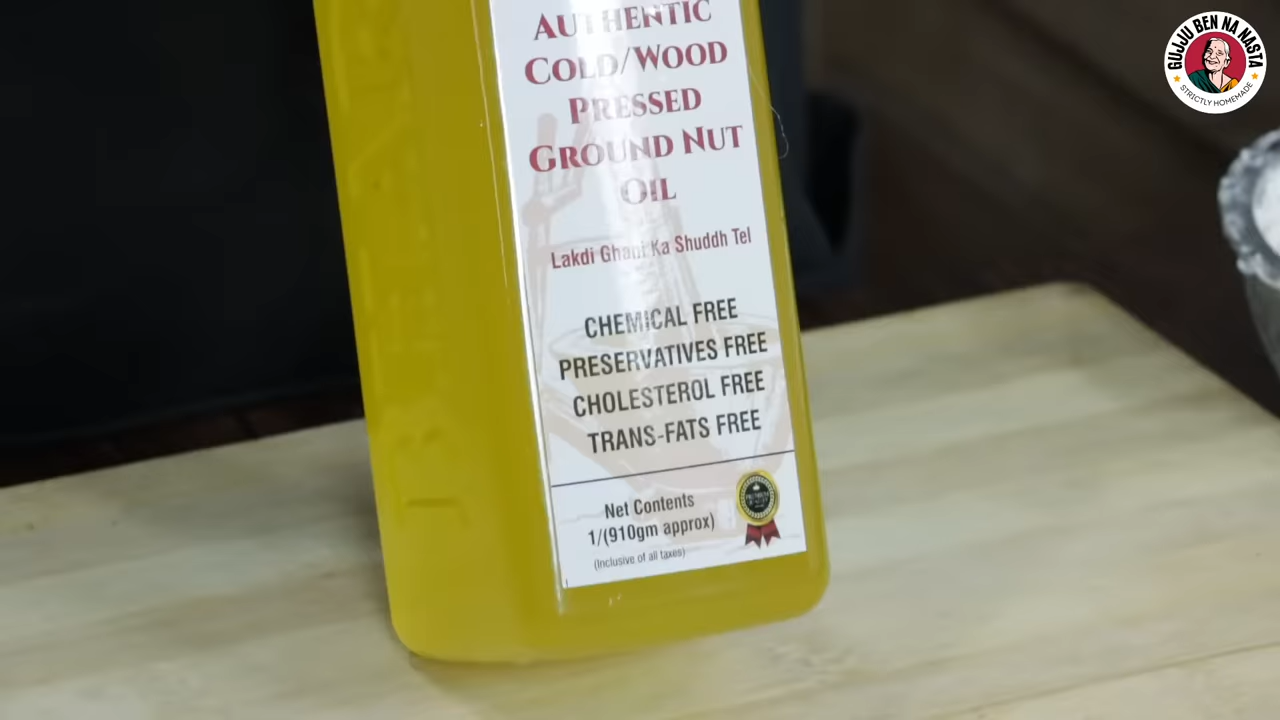 AUTHENTIC
COLD/WOOD
PRESSED
GROUND NUT
OIL
Lakdi Ghani Ka Shuddh Tel
CHEMICAL FREE
PRESERVATIVES FREE
CHOLESTEROL FREE
TRANS-FATS FREE
Net Contents
1/(910gm approx)
(Inclusive of all taxes)
GUJJU BEN NA NASTA
STRICTLY HOMEMADE